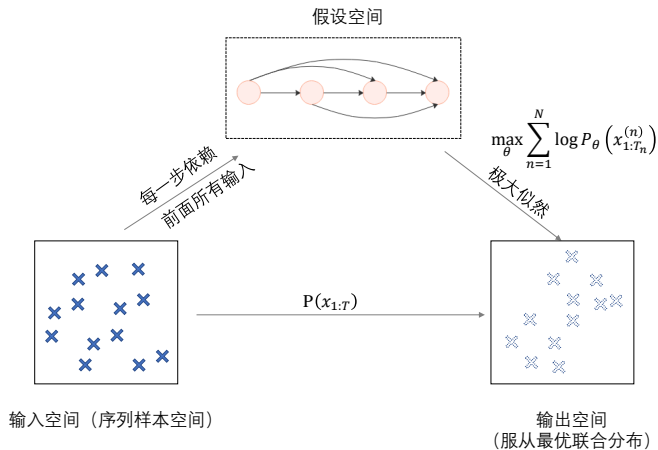 假设空间
max_θ ∑_{n=1}^{N} log P_θ (x_{1:T_n}^{(n)})
每一步依赖
前面所有输入
极大似然
P(x_{1:T})
输入空间（序列样本空间）
输出空间
（服从最优联合分布）